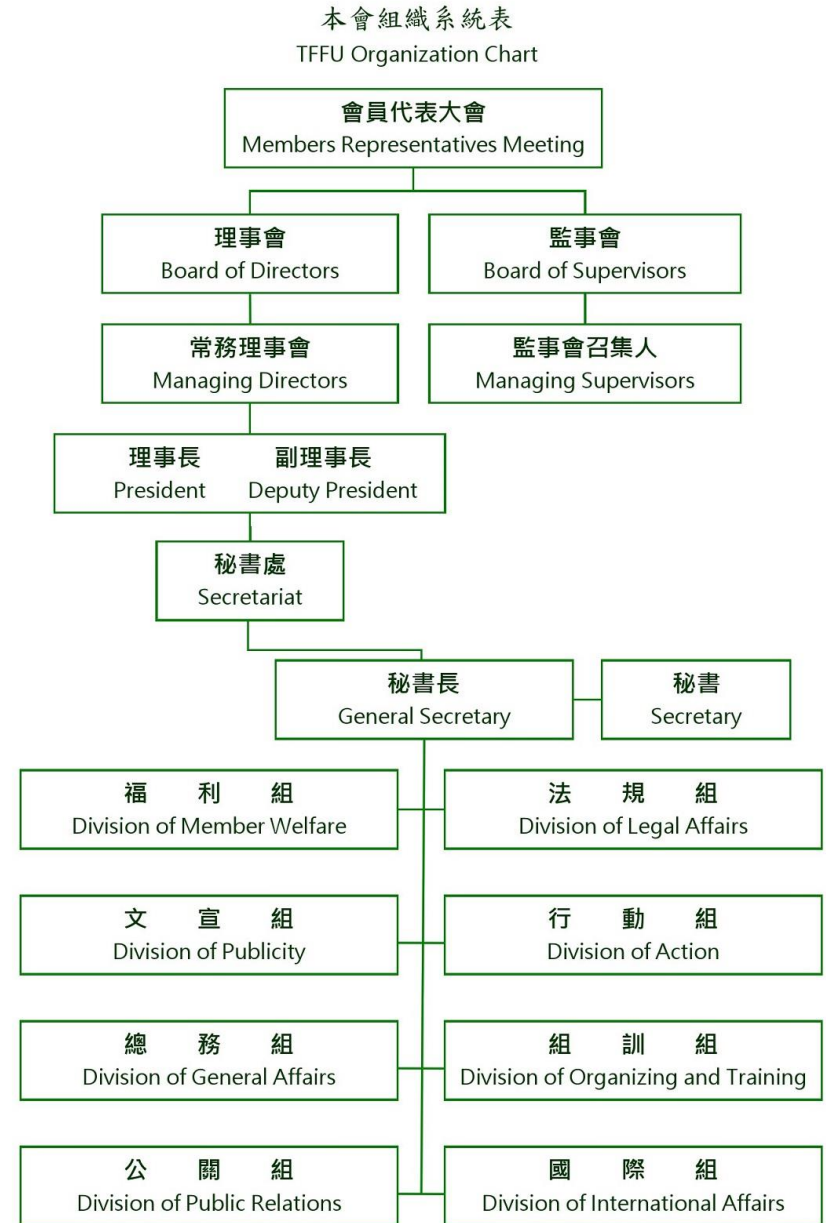 本會組織系統表
TFFU Organization Chart
會員代表大會
Members Representatives Meeting
理事會
Board of Directors
監事會
Board of Supervisors
常務理事會
Managing Directors
監事會召集人
Managing Supervisors
理事長 副理事長
President Deputy President
秘書處
Secretariat
秘書長
General Secretary
秘書
Secretary
福 利 組
Division of Member Welfare
法 規 組
Division of Legal Affairs
文 宣 組
Division of Publicity
行 動 組
Division of Action
總 務 組
Division of General Affairs
組 訓 組
Division of Organizing and Training
公 關 組
Division of Public Relations
國 際 組
Division of International Affairs